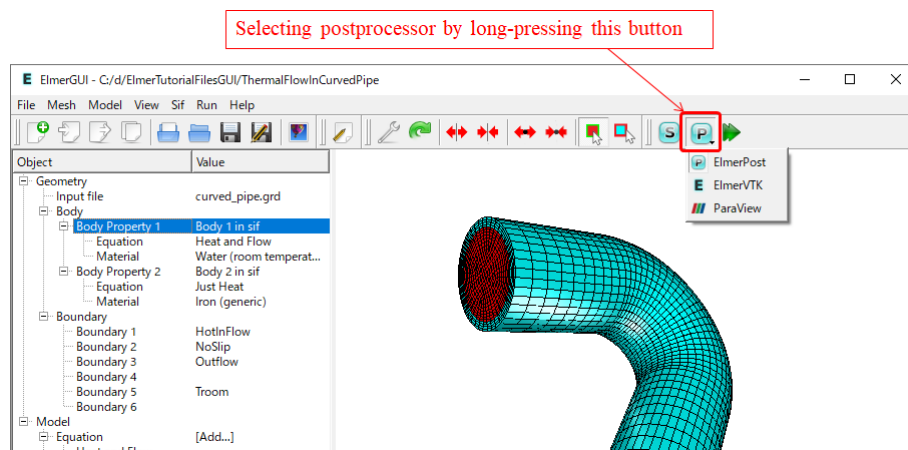 Selecting postprocessor by long-pressing this button
ElmerGUI - C:/d/ElmerTutorialFilesGUI/ThermalFlowInCurvedPipe
File Mesh Model View Sif Run Help
S P
Object Value
ElmerPost
ElmerVTK
ParaView
Geometry
Input file curved_pipe.grd
Body
Body Property 1 Body 1 in sif
Equation Heat and Flow
Material Water (room temperat...
Body Property 2 Body 2 in sif
Equation Just Heat
Material Iron (generic)
Boundary
Boundary 1 HotInFlow
Boundary 2 NoSlip
Boundary 3 Outflow
Boundary 4
Boundary 5 Troom
Boundary 6
Model
Equation [Add...]